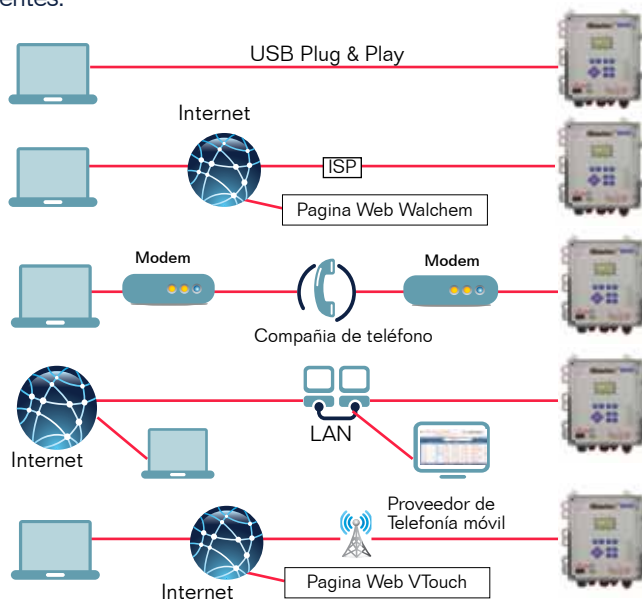 entes.
USB Plug & Play
Internet
ISP
Pagina Web Walchem
Modem
Modem
Compañia de teléfono
LAN
Internet
Proveedor de
Telefonía móvil
Internet
Pagina Web VTouch